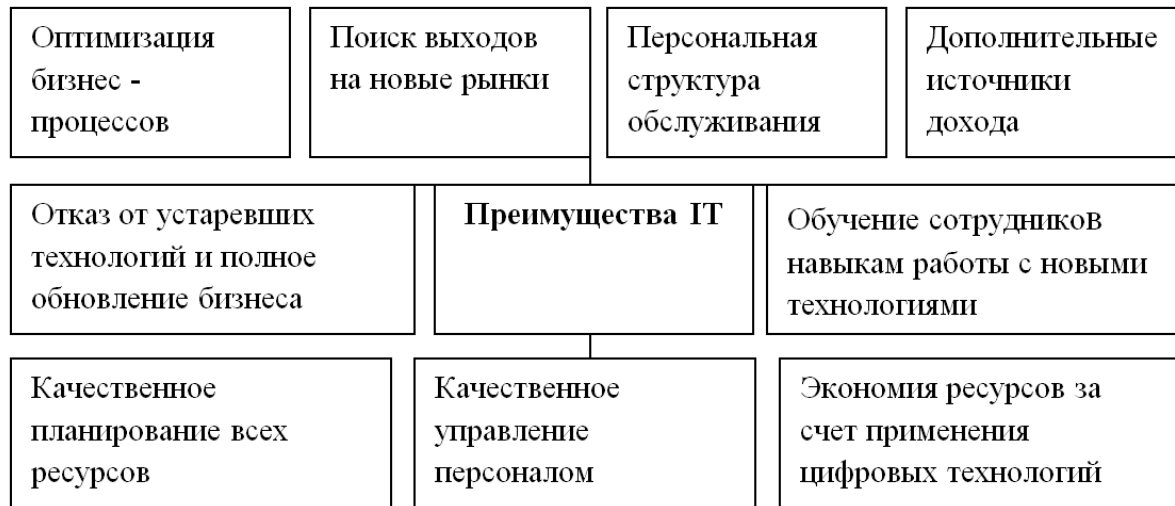 Оптимизация
бизнес -
процессов
Поиск выходов
на новые рынки
Персональная
структура
обслуживания
Дополнительные
источники
дохода
Отказ от устаревших
технологий и полное
обновление бизнеса
Преимущества IT
Обучение сотрудников
навыкам работы с новыми
технологиями
Качественное
планирование всех
ресурсов
Качественное
управление
персоналом
Экономия ресурсов за
счет применения
цифровых технологий